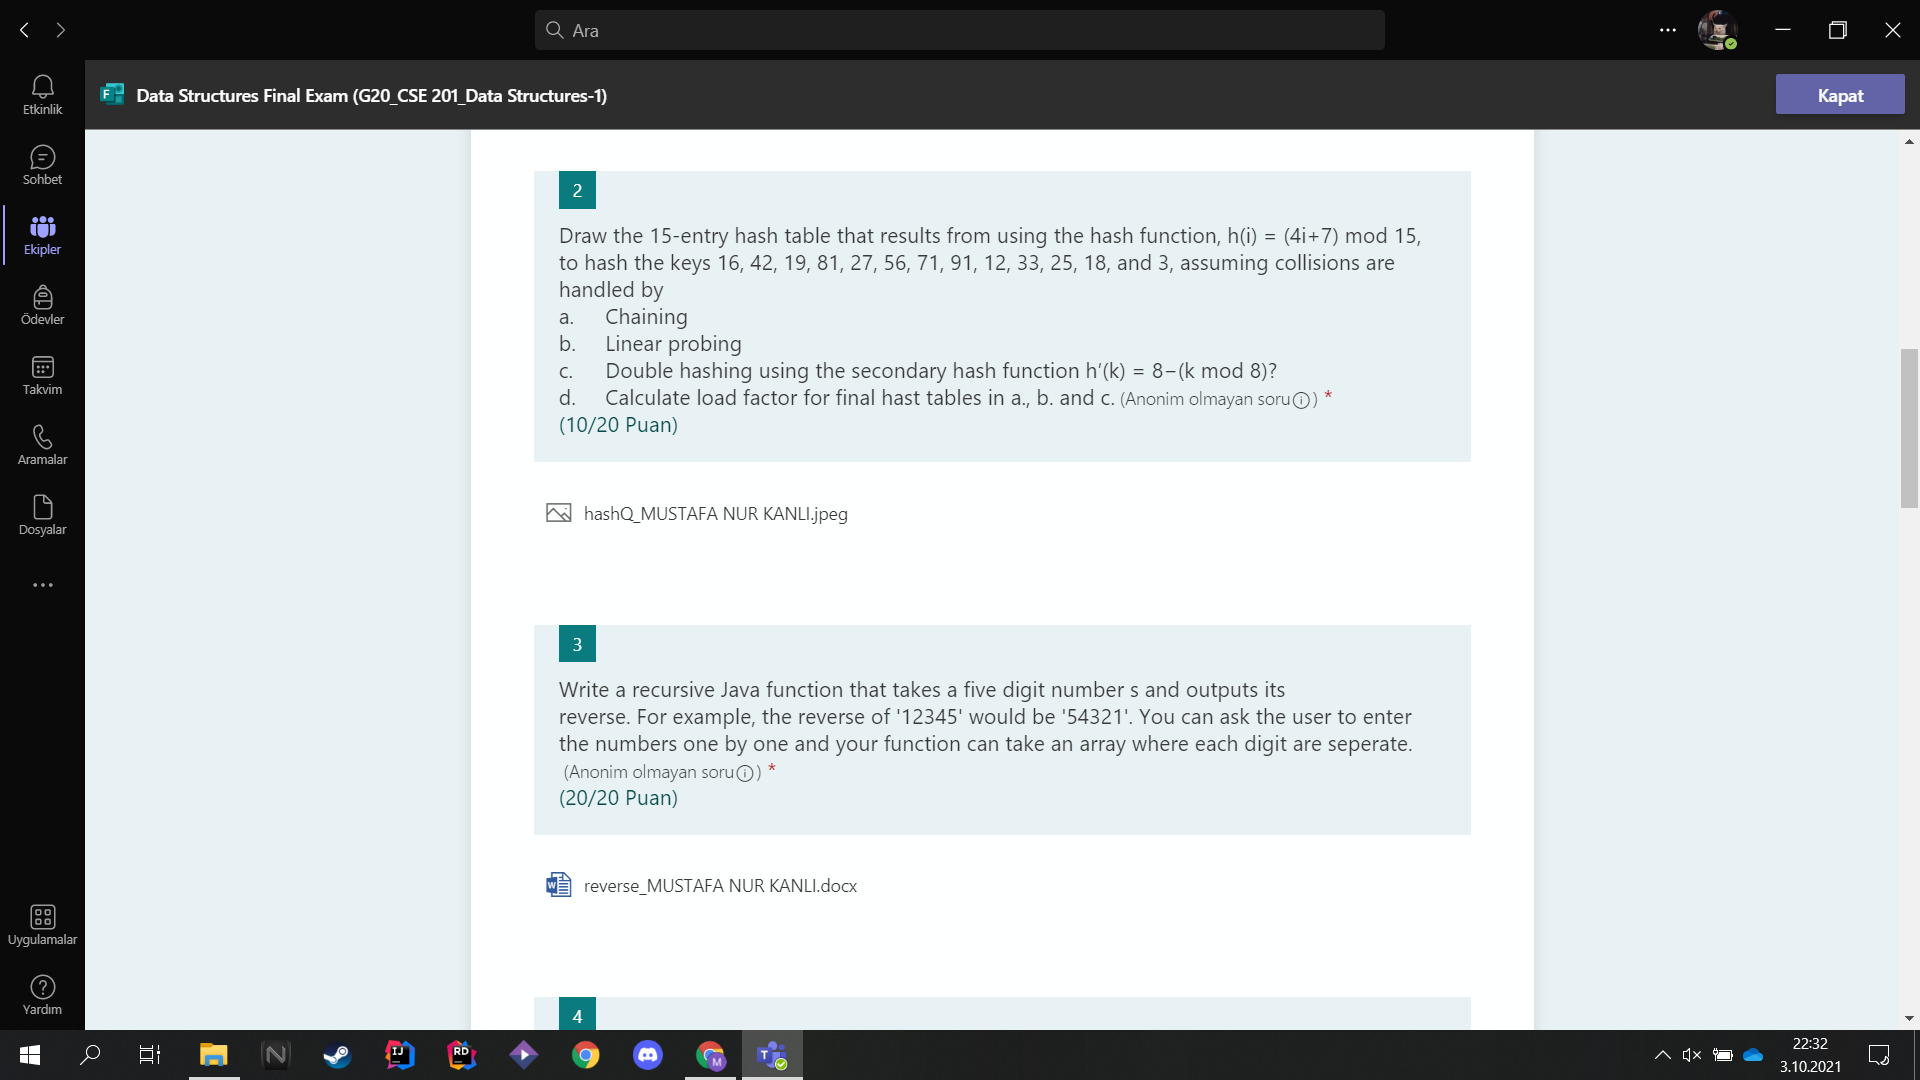 Ara
Data Structures Final Exam (G20_CSE 201_Data Structures-1)
Kapat
Etkinlik
Sohbet
Ekipler
Ödevler
Takvim
Aramalar
Dosyalar
Uygulamalar
Yardım
2
Draw the 15-entry hash table that results from using the hash function, h(i) = (4i+7) mod 15,
to hash the keys 16, 42, 19, 81, 27, 56, 71, 91, 12, 33, 25, 18, and 3, assuming collisions are
handled by
a. Chaining
b. Linear probing
c. Double hashing using the secondary hash function h′(k) = 8−(k mod 8)?
d. Calculate load factor for final hast tables in a., b. and c. (Anonim olmayan soru) *
(10/20 Puan)
hashQ_MUSTAFA NUR KANLI.jpeg
3
Write a recursive Java function that takes a five digit number s and outputs its
reverse. For example, the reverse of '12345' would be '54321'. You can ask the user to enter
the numbers one by one and your function can take an array where each digit are seperate.
(Anonim olmayan soru) *
(20/20 Puan)
reverse_MUSTAFA NUR KANLI.docx
4
22:32
3.10.2021